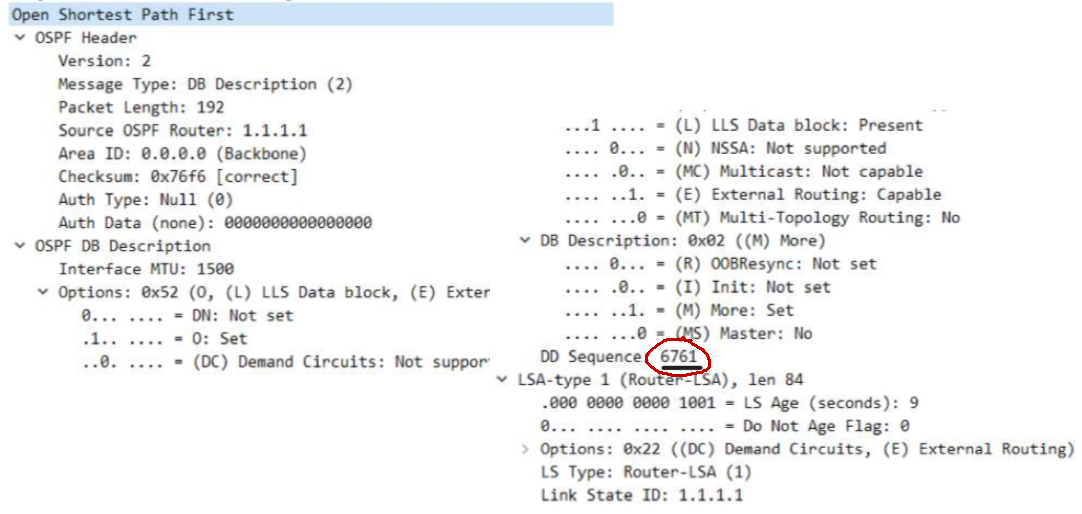 Open Shortest Path First
OSPF Header
Version: 2
Message Type: DB Description (2)
Packet Length: 192
Source OSPF Router: 1.1.1.1
Area ID: 0.0.0.0 (Backbone)
Checksum: 0x76f6 [correct]
Auth Type: Null (0)
Auth Data (none): 0000000000000000
OSPF DB Description
Interface MTU: 1500
Options: 0x52 (O, (L) LLS Data block, (E) Exter
0... .... = DN: Not set
.1.. .... = O: Set
..0. .... = (DC) Demand Circuits: Not suppor
...1 .... = (L) LLS Data block: Present
.... 0... = (N) NSSA: Not supported
.... .0.. = (MC) Multicast: Not capable
.... ..1. = (E) External Routing: Capable
.... ...0 = (MT) Multi-Topology Routing: No
DB Description: 0x02 ((M) More)
.... 0... = (R) OOBResync: Not set
.... .0.. = (I) Init: Not set
.... ..1. = (M) More: Set
.... ...0 = (MS) Master: No
DD Sequence 6761
LSA-type 1 (Router-LSA), len 84
.000 0000 0000 1001 = LS Age (seconds): 9
0... .... .... .... = Do Not Age Flag: 0
Options: 0x22 ((DC) Demand Circuits, (E) External Routing)
LS Type: Router-LSA (1)
Link State ID: 1.1.1.1